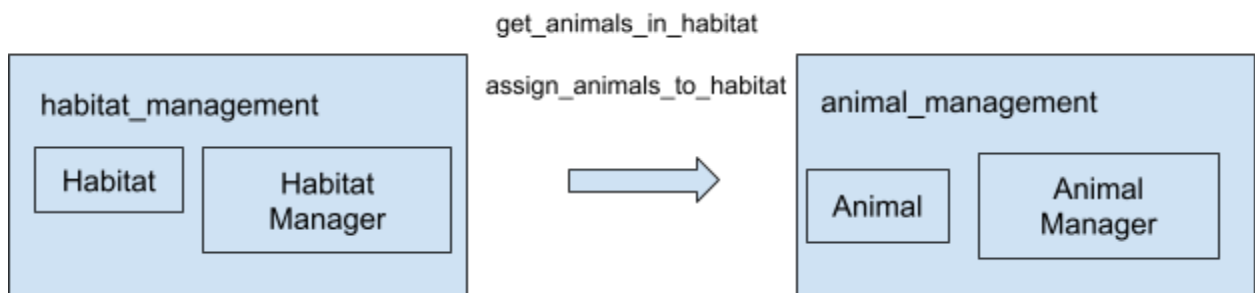 get_animals_in_habitat
assign_animals_to_habitat
habitat_management
Habitat
Habitat
Manager
animal_management
Animal
Animal
Manager